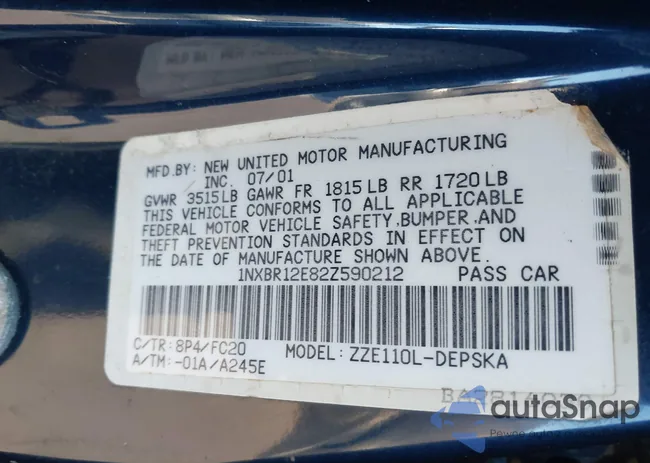 MFD.BY: NEW UNITED MOTOR MANUFACTURING
INC. 07/01
GVWR 3515LB GAWR FR 1815LB RR 1720LB
THIS VEHICLE CONFORMS TO ALL APPLICABLE
FEDERAL MOTOR VEHICLE SAFETY,BUMPER,AND
THEFT PREVENTION STANDARDS IN EFFECT ON
THE DATE OF MANUFACTURE SHOWN ABOVE.
1NXBR12E82Z590212 PASS CAR
C/TR: 8P4/FC20 MODEL: ZZE110L-DEPSKA
A/TM:-01A/A245E
autoSnap